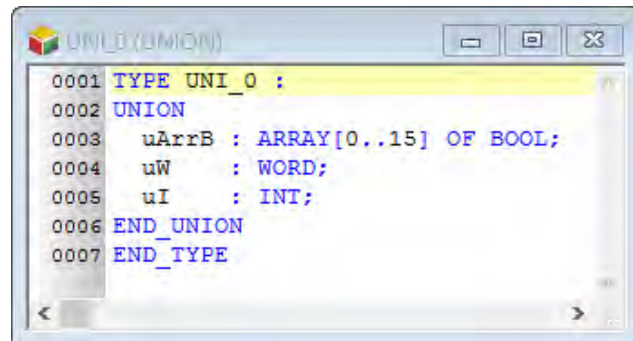 UNI_0 (UNION)
0001 TYPE UNI_0 :
0002 UNION
0003 uArrB : ARRAY[0..15] OF BOOL;
0004 uW : WORD;
0005 uI : INT;
0006 END_UNION
0007 END_TYPE